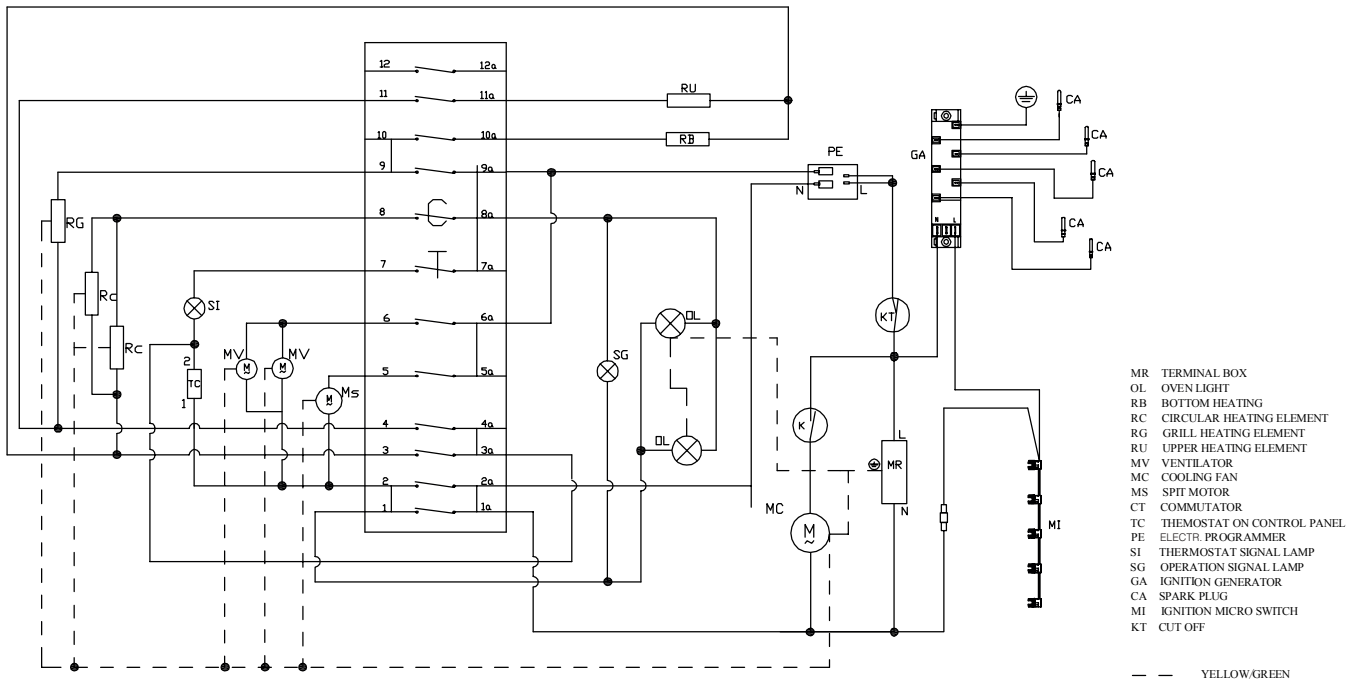 12 12a
11 11a
RU
10 10a
RB
9 9a
PE
N L
8 8a
RG
7 7a
Rc
SI
6 6a
MV MV
5 5a
Ms
2
TC
1
Rc
4 4a
3 3a
2 2a
1 1a
SG
OL
OL
KT
K
L
MR
N
MC
M
~
GA
N L
CA
CA
CA
CA
CA
MI
MR TERMINAL BOX
OL OVEN LIGHT
RB BOTTOM HEATING
RC CIRCULAR HEATING ELEMENT
RG GRILL HEATING ELEMENT
RU UPPER HEATING ELEMENT
MV VENTILATOR
MC COOLING FAN
MS SPIT MOTOR
CT COMMUTATOR
TC THEMOSTAT ON CONTROL PANEL
PE ELECTR. PROGRAMMER
SI THERMOSTAT SIGNAL LAMP
SG OPERATION SIGNAL LAMP
GA IGNITION GENERATOR
CA SPARK PLUG
MI IGNITION MICRO SWITCH
KT CUT OFF
YELLOW/GREEN